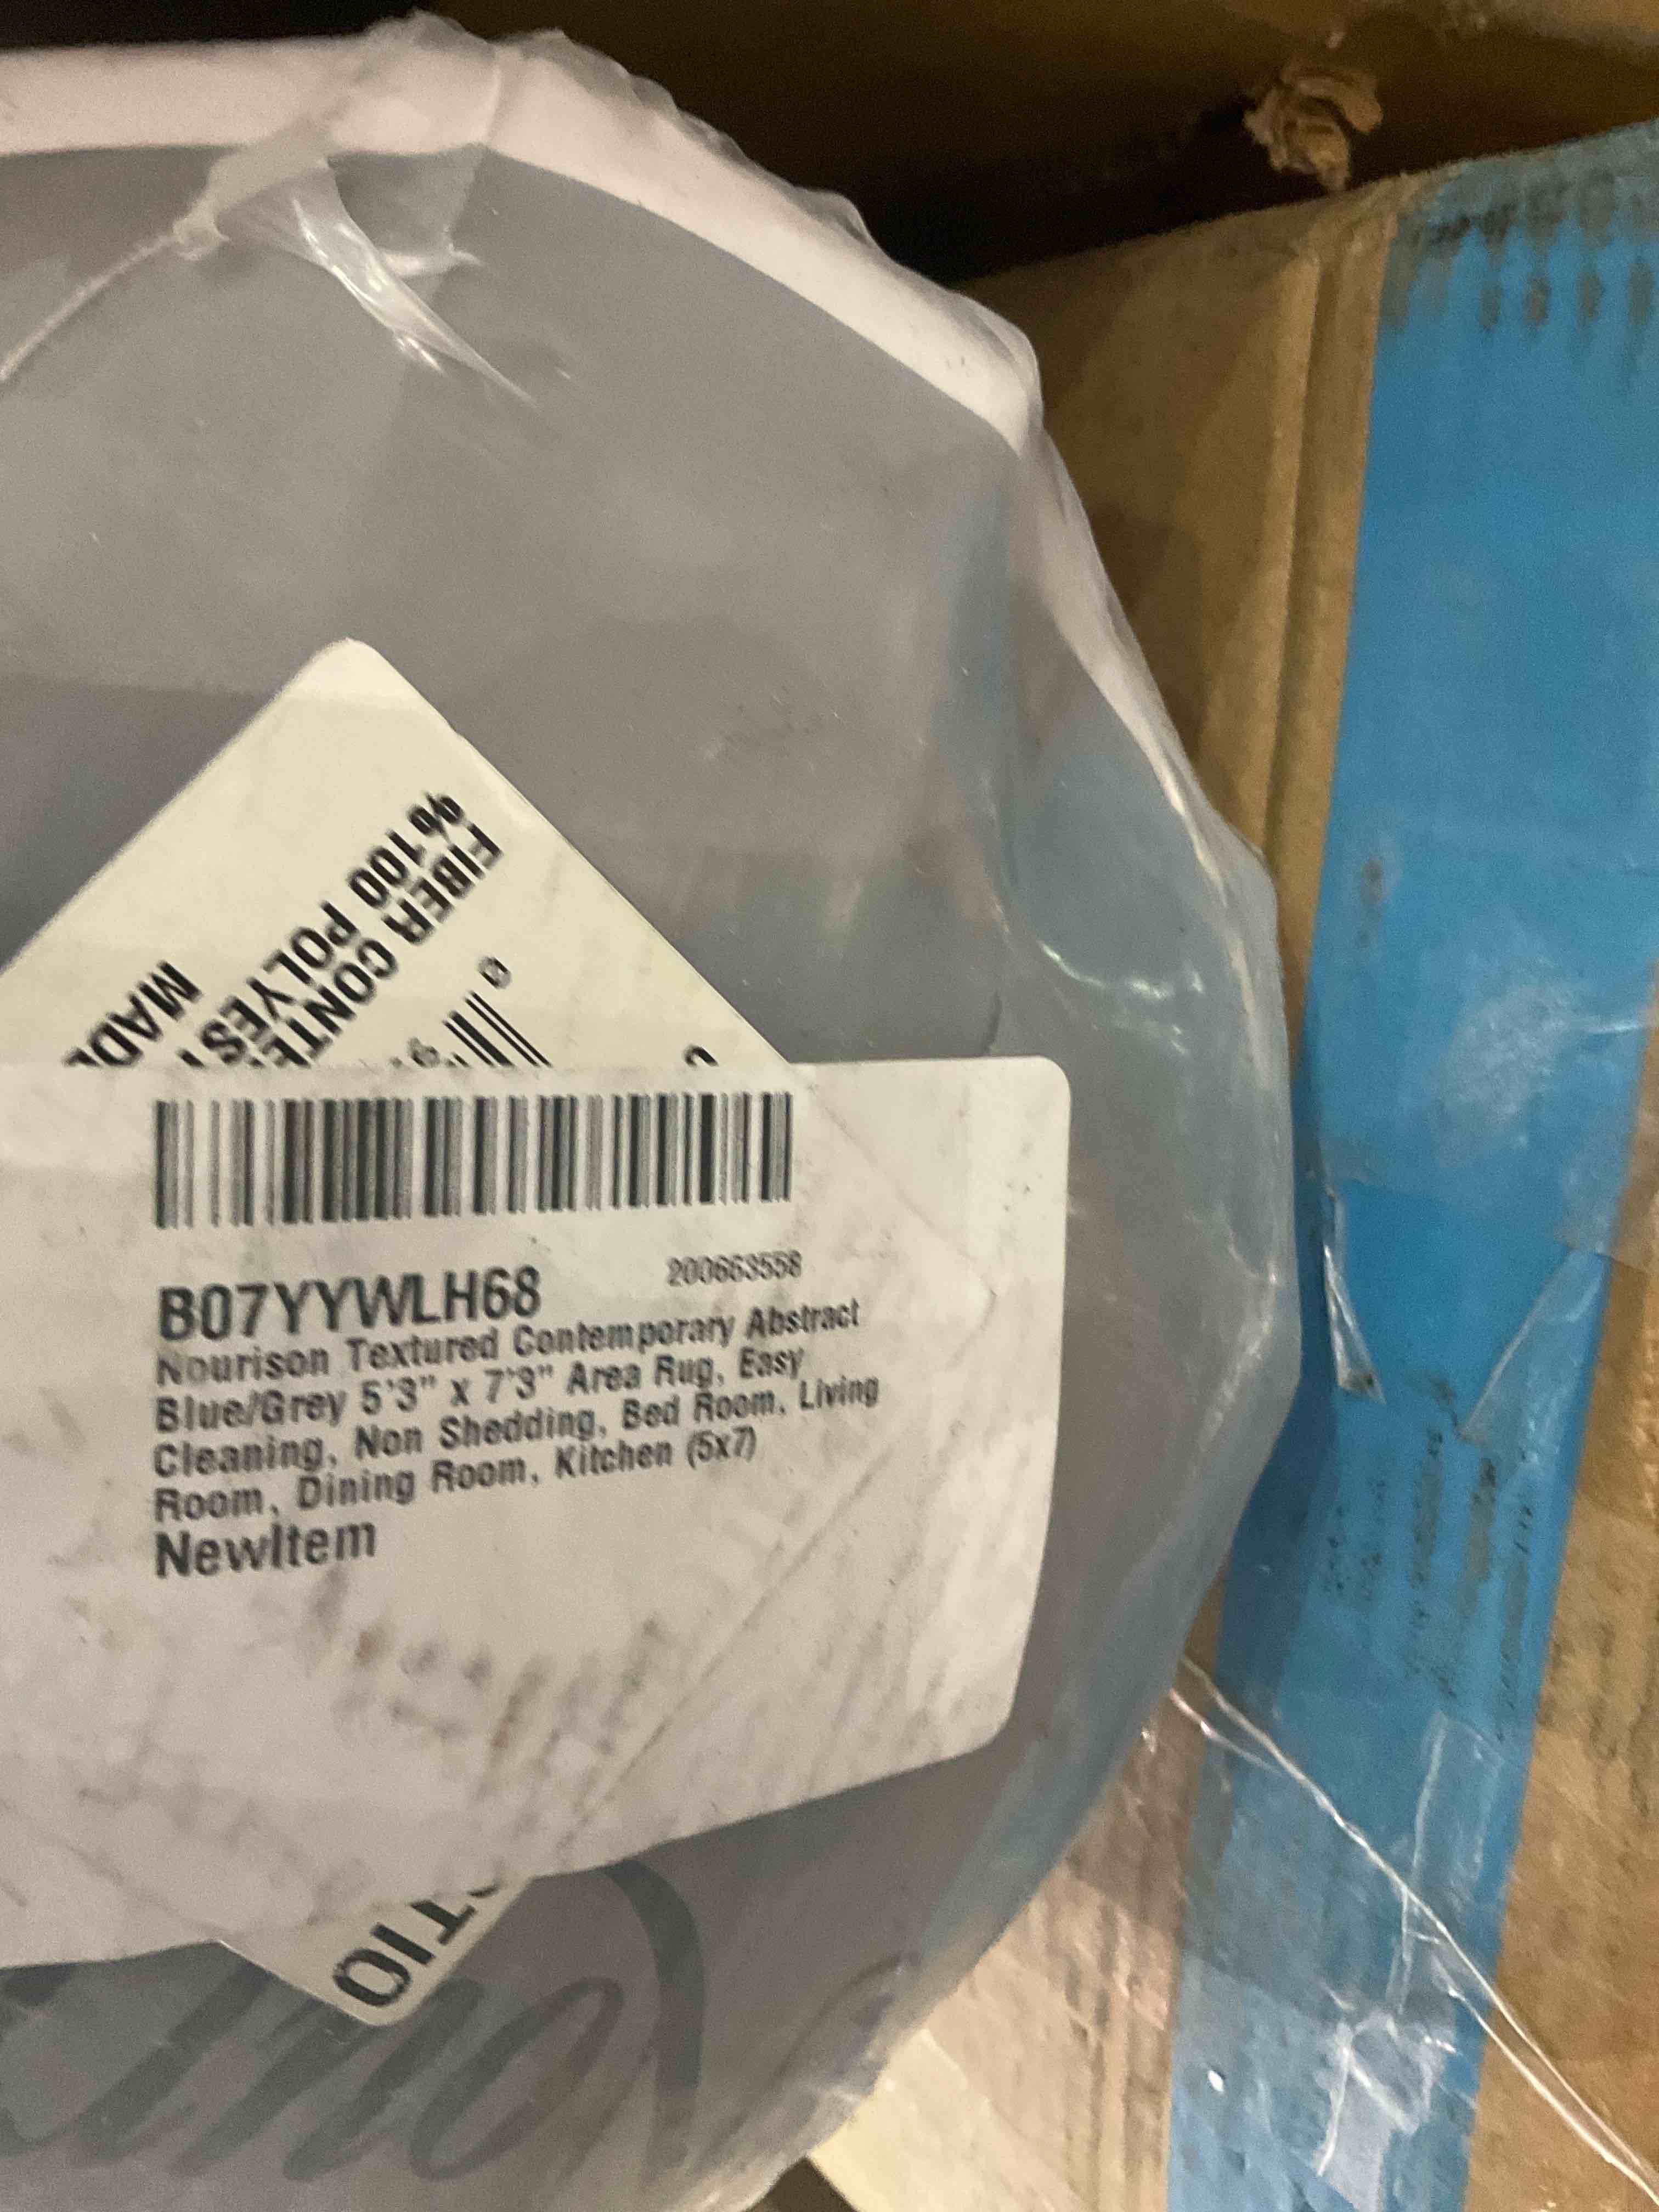 FIBER CONTE
%100 POLYES
MAD
B07YYWLH68
200663558
Nourison Textured Contemporary Abstract
Blue/Grey 5'3" x 7'3" Area Rug, Easy
Cleaning, Non Shedding, Bed Room, Living
Room, Dining Room, Kitchen (5x7)
NewItem
TIO